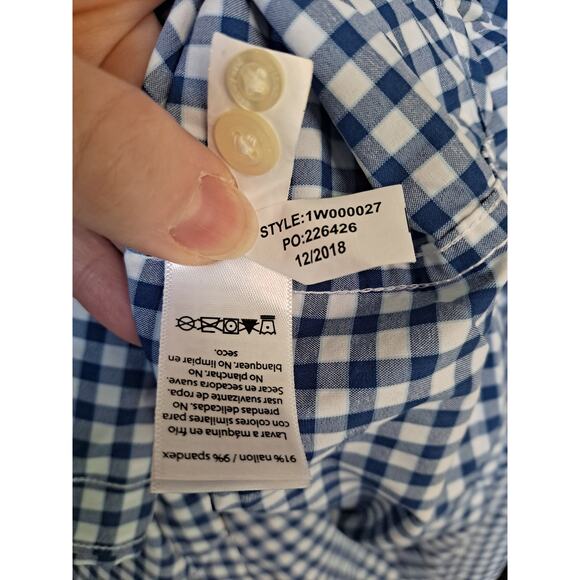 STYLE:1W000027
PO:226426
12/2018
91% nailon / 9% spandex
Lavar a máquina en frío
con colores similares para
prendas delicadas. No
usar suavizante de ropa.
Secar en secadora suave.
No planchar. No
blanquear. No limpiar en
seco.